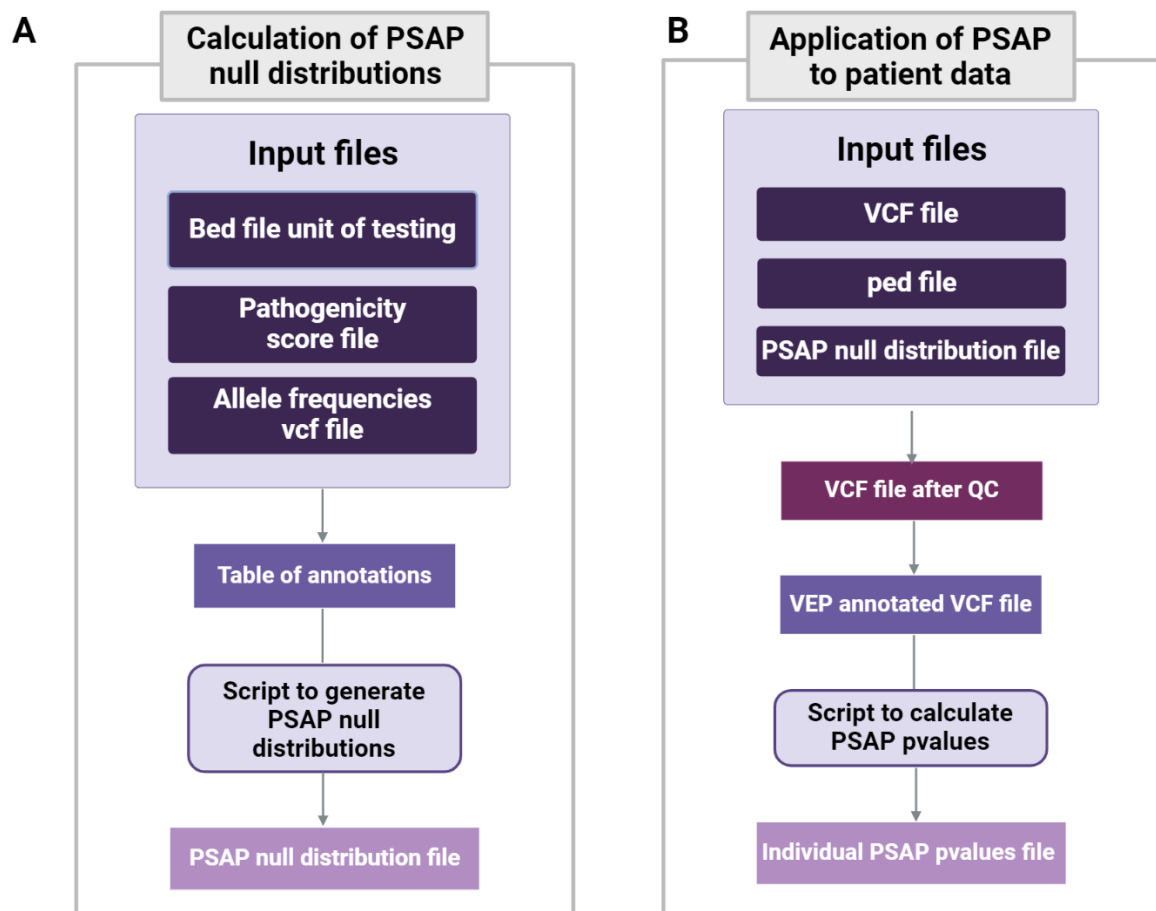 A
Calculation of PSAP
null distributions
Input files
Bed file unit of testing
Pathogenicity
score file
Allele frequencies
vcf file
Table of annotations
Script to generate
PSAP null
distributions
PSAP null distribution file
B
Application of PSAP
to patient data
Input files
VCF file
ped file
PSAP null distribution file
VCF file after QC
VEP annotated VCF file
Script to calculate
PSAP pvalues
Individual PSAP pvalues file